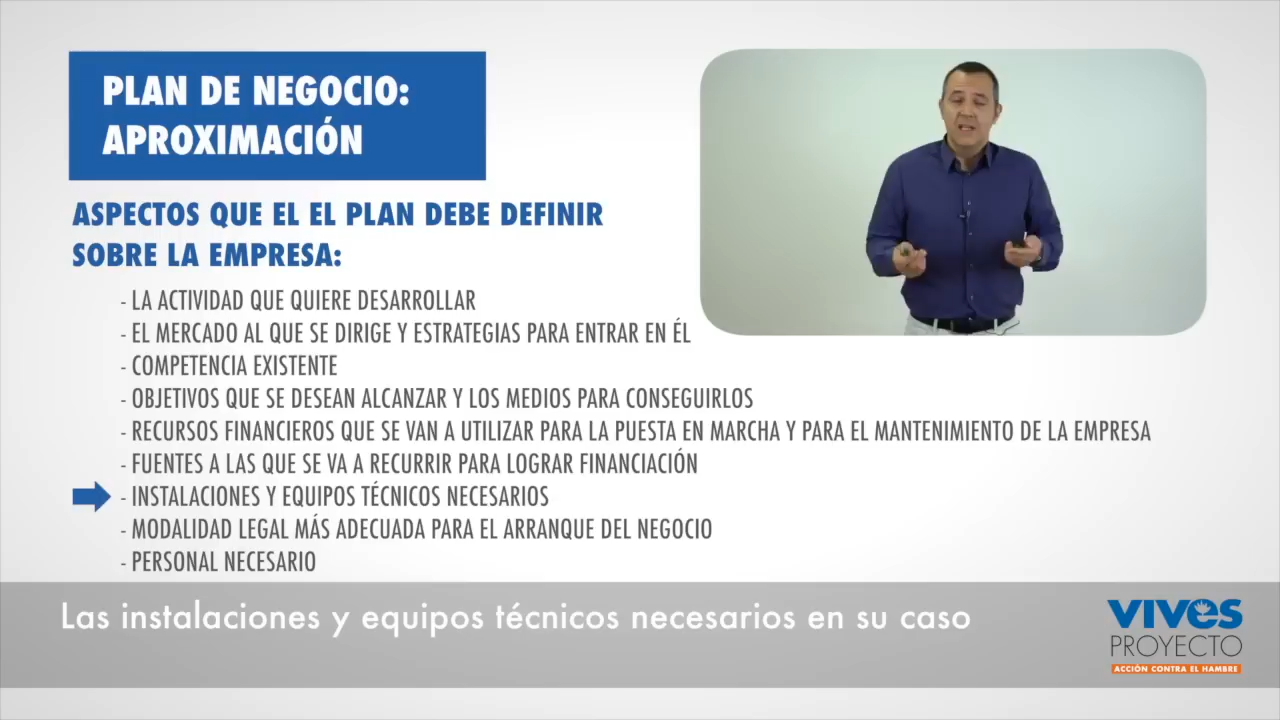 PLAN DE NEGOCIO:
APROXIMACIÓN
ASPECTOS QUE EL EL PLAN DEBE DEFINIR
SOBRE LA EMPRESA:
- LA ACTIVIDAD QUE QUIERE DESARROLLAR
- EL MERCADO AL QUE SE DIRIGE Y ESTRATEGIAS PARA ENTRAR EN ÉL
- COMPETENCIA EXISTENTE
- OBJETIVOS QUE SE DESEAN ALCANZAR Y LOS MEDIOS PARA CONSEGUIRLOS
- RECURSOS FINANCIEROS QUE SE VAN A UTILIZAR PARA LA PUESTA EN MARCHA Y PARA EL MANTENIMIENTO DE LA EMPRESA
- FUENTES A LAS QUE SE VA A RECURRIR PARA LOGRAR FINANCIACIÓN
- INSTALACIONES Y EQUIPOS TÉCNICOS NECESARIOS
- MODALIDAD LEGAL MÁS ADECUADA PARA EL ARRANQUE DEL NEGOCIO
- PERSONAL NECESARIO
Las instalaciones y equipos técnicos necesarios en su caso
VIVES
PROYECTO
ACCIÓN CONTRA EL HAMBRE